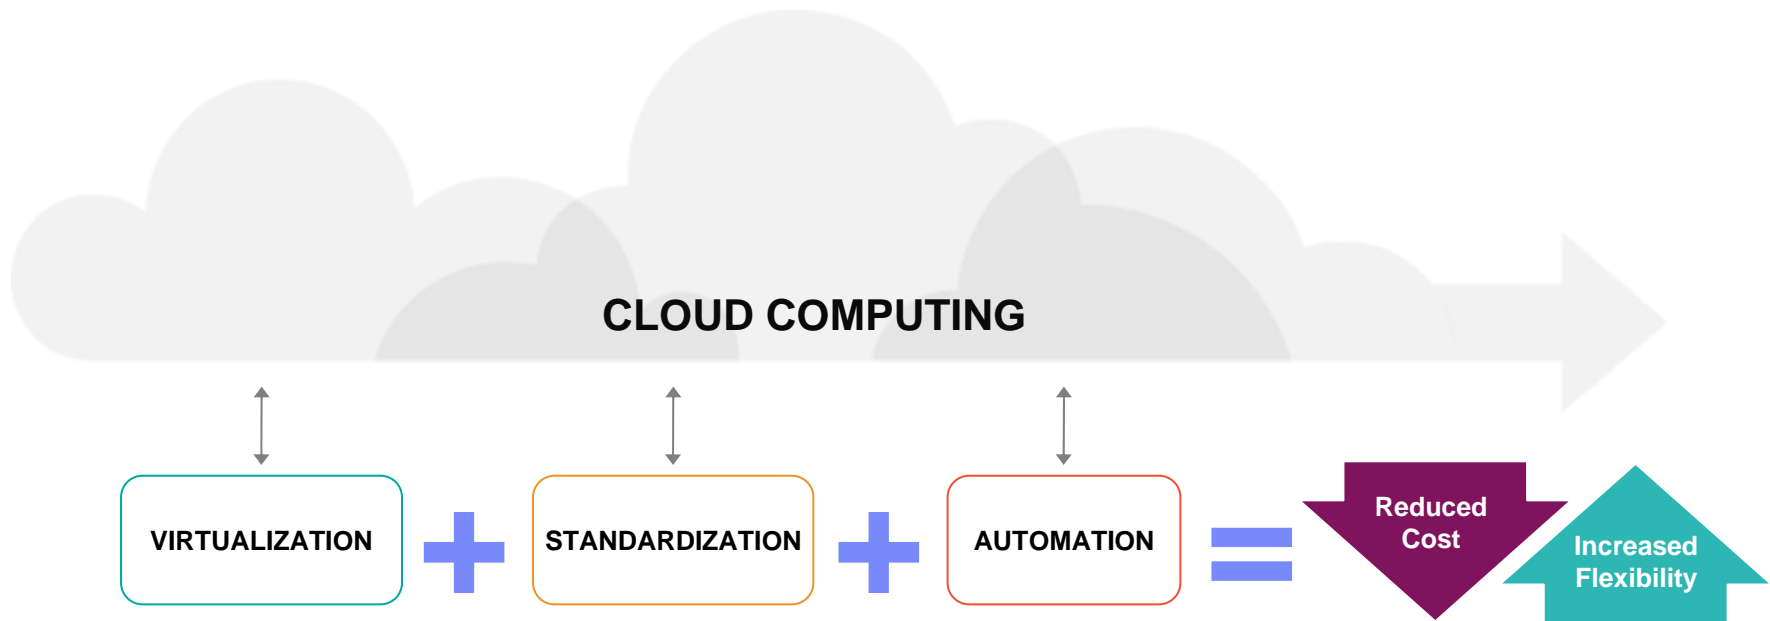 CLOUD COMPUTING
VIRTUALIZATION
STANDARDIZATION
AUTOMATION
Reduced
Cost
Increased
Flexibility